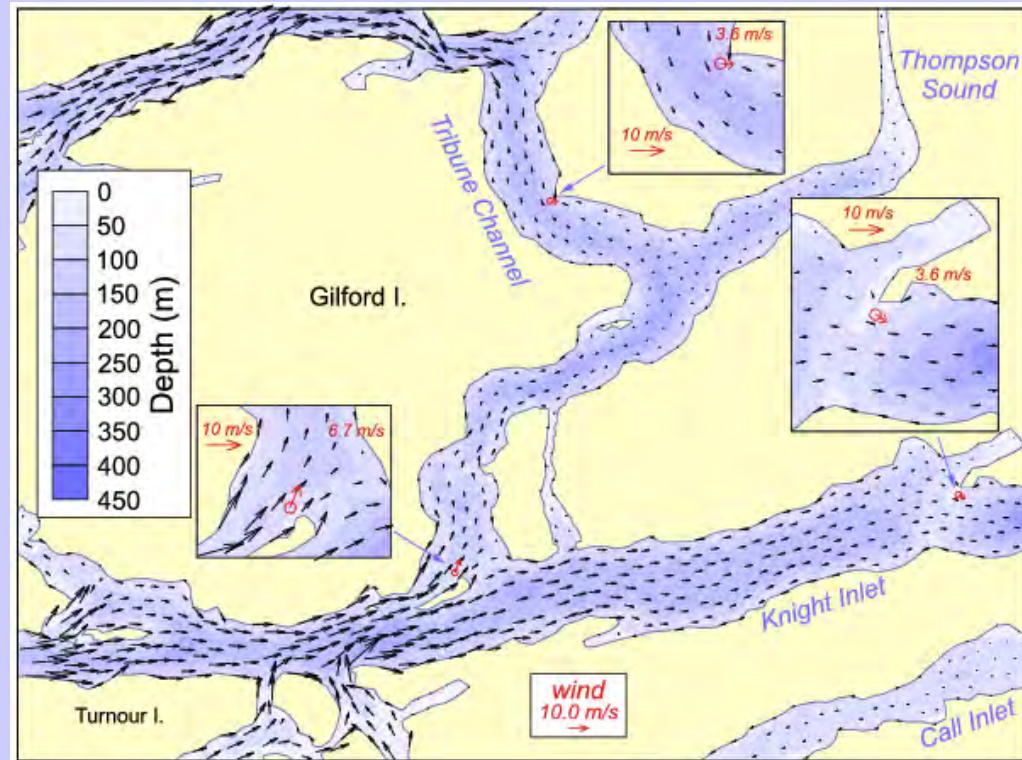 3.6 m/s
10 m/s
Thompson
Sound
Tribune Channel
0
50
100
150
200
250
300
350
400
450
Depth (m)
Gilford I.
10 m/s
3.6 m/s
10 m/s
6.7 m/s
Knight Inlet
wind
10.0 m/s
Turnour I.
Call Inlet